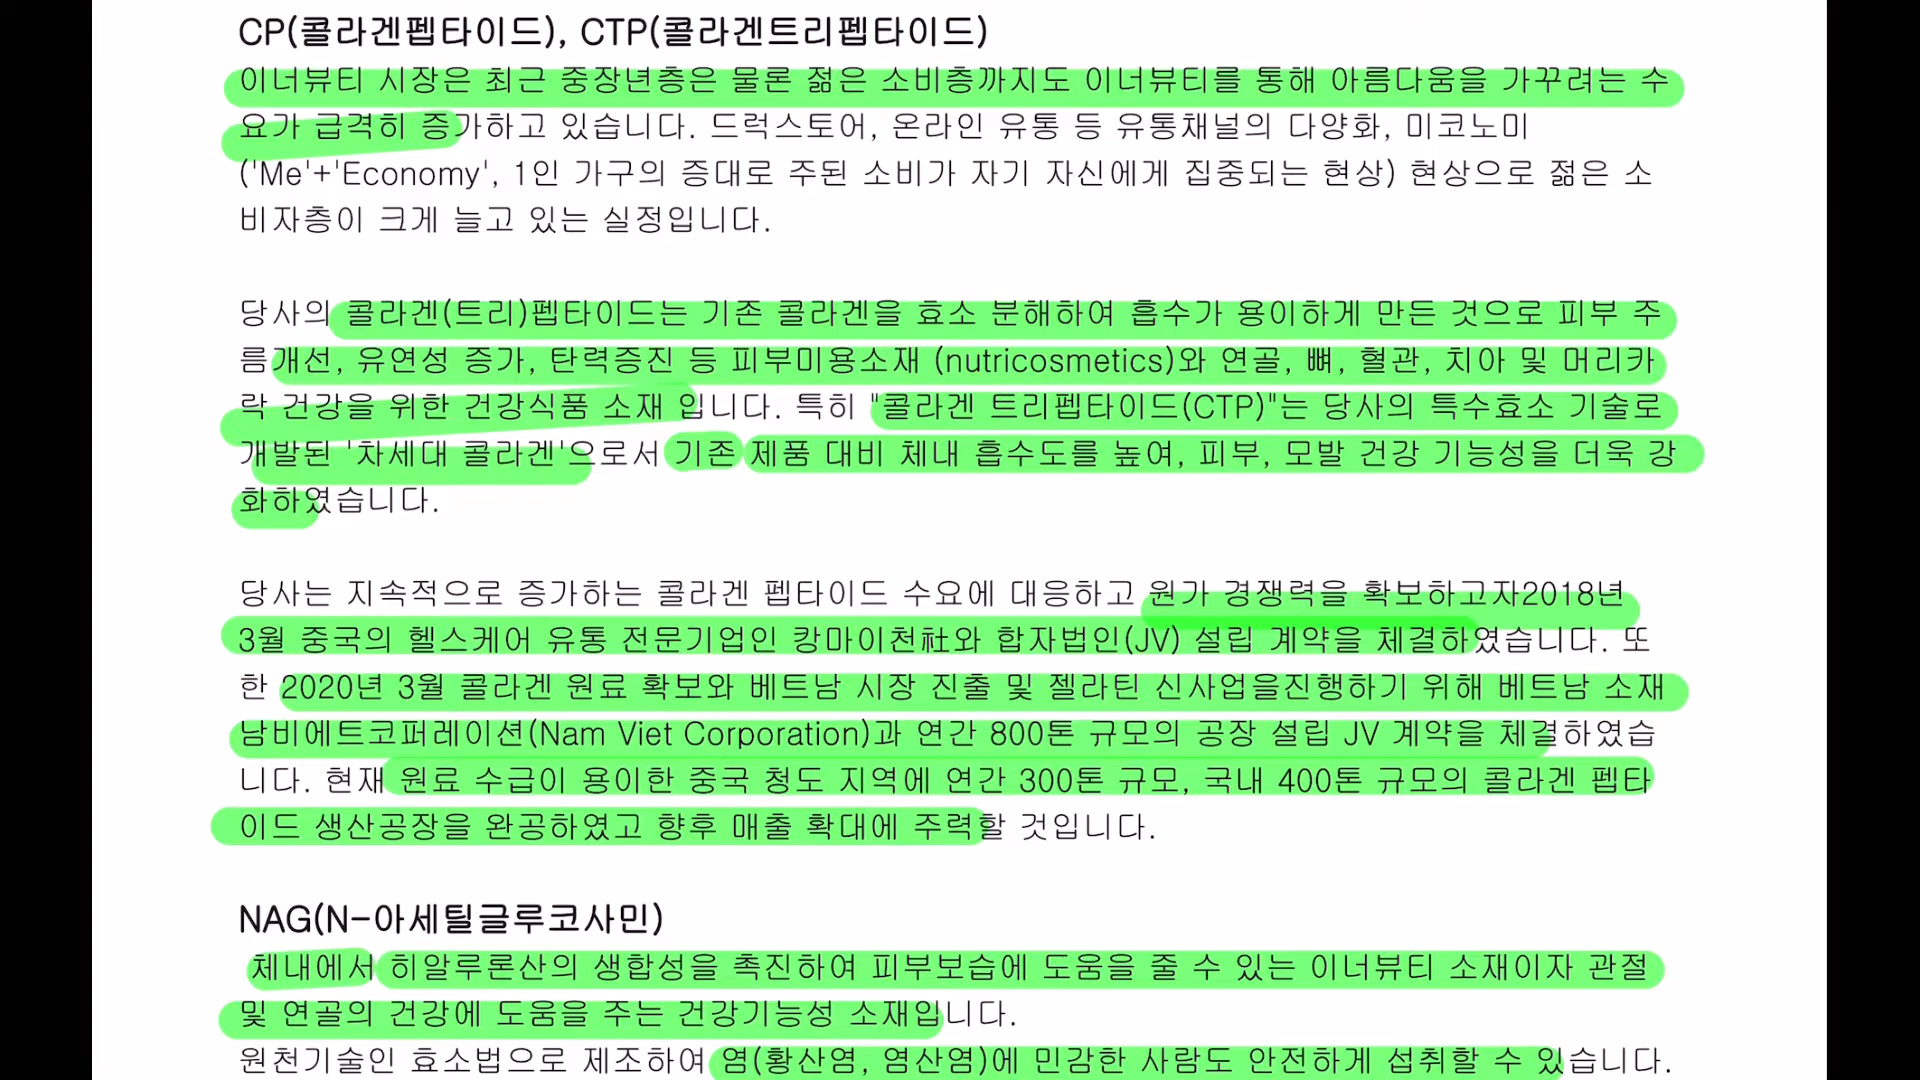 CP(콜라겐펩타이드), CTP(콜라겐트리펩타이드)
이너뷰티 시장은 최근 중장년층은 물론 젊은 소비층까지도 이너뷰티를 통해 아름다움을 가꾸려는 수
요가 급격히 증가하고 있습니다. 드럭스토어, 온라인 유통 등 유통채널의 다양화, 미코노미
('Me'+'Economy', 1인 가구의 증대로 주된 소비가 자기 자신에게 집중되는 현상) 현상으로 젊은 소
비자층이 크게 늘고 있는 실정입니다.
당사의 콜라겐(트리)펩타이드는 기존 콜라겐을 효소 분해하여 흡수가 용이하게 만든 것으로 피부 주
름개선, 유연성 증가, 탄력증진 등 피부미용소재 (nutricosmetics)와 연골, 뼈, 혈관, 치아 및 머리카
락 건강을 위한 건강식품 소재 입니다. 특히 "콜라겐 트리펩타이드(CTP)"는 당사의 특수효소 기술로
개발된 '차세대 콜라겐'으로서 기존 제품 대비 체내 흡수도를 높여, 피부, 모발 건강 기능성을 더욱 강
화하였습니다.
당사는 지속적으로 증가하는 콜라겐 펩타이드 수요에 대응하고 원가 경쟁력을 확보하고자2018년
3월 중국의 헬스케어 유통 전문기업인 캉마이천社와 합자법인(JV) 설립 계약을 체결하였습니다. 또
한 2020년 3월 콜라겐 원료 확보와 베트남 시장 진출 및 젤라틴 신사업을진행하기 위해 베트남 소재
남비에트코퍼레이션(Nam Viet Corporation)과 연간 800톤 규모의 공장 설립 JV 계약을 체결하였습
니다. 현재 원료 수급이 용이한 중국 청도 지역에 연간 300톤 규모, 국내 400톤 규모의 콜라겐 펩타
이드 생산공장을 완공하였고 향후 매출 확대에 주력할 것입니다.
NAG(N-아세틸글루코사민)
체내에서 히알루론산의 생합성을 촉진하여 피부보습에 도움을 줄 수 있는 이너뷰티 소재이자 관절
및 연골의 건강에 도움을 주는 건강기능성 소재입니다.
원천기술인 효소법으로 제조하여 염(황산염, 염산염)에 민감한 사람도 안전하게 섭취할 수 있습니다.